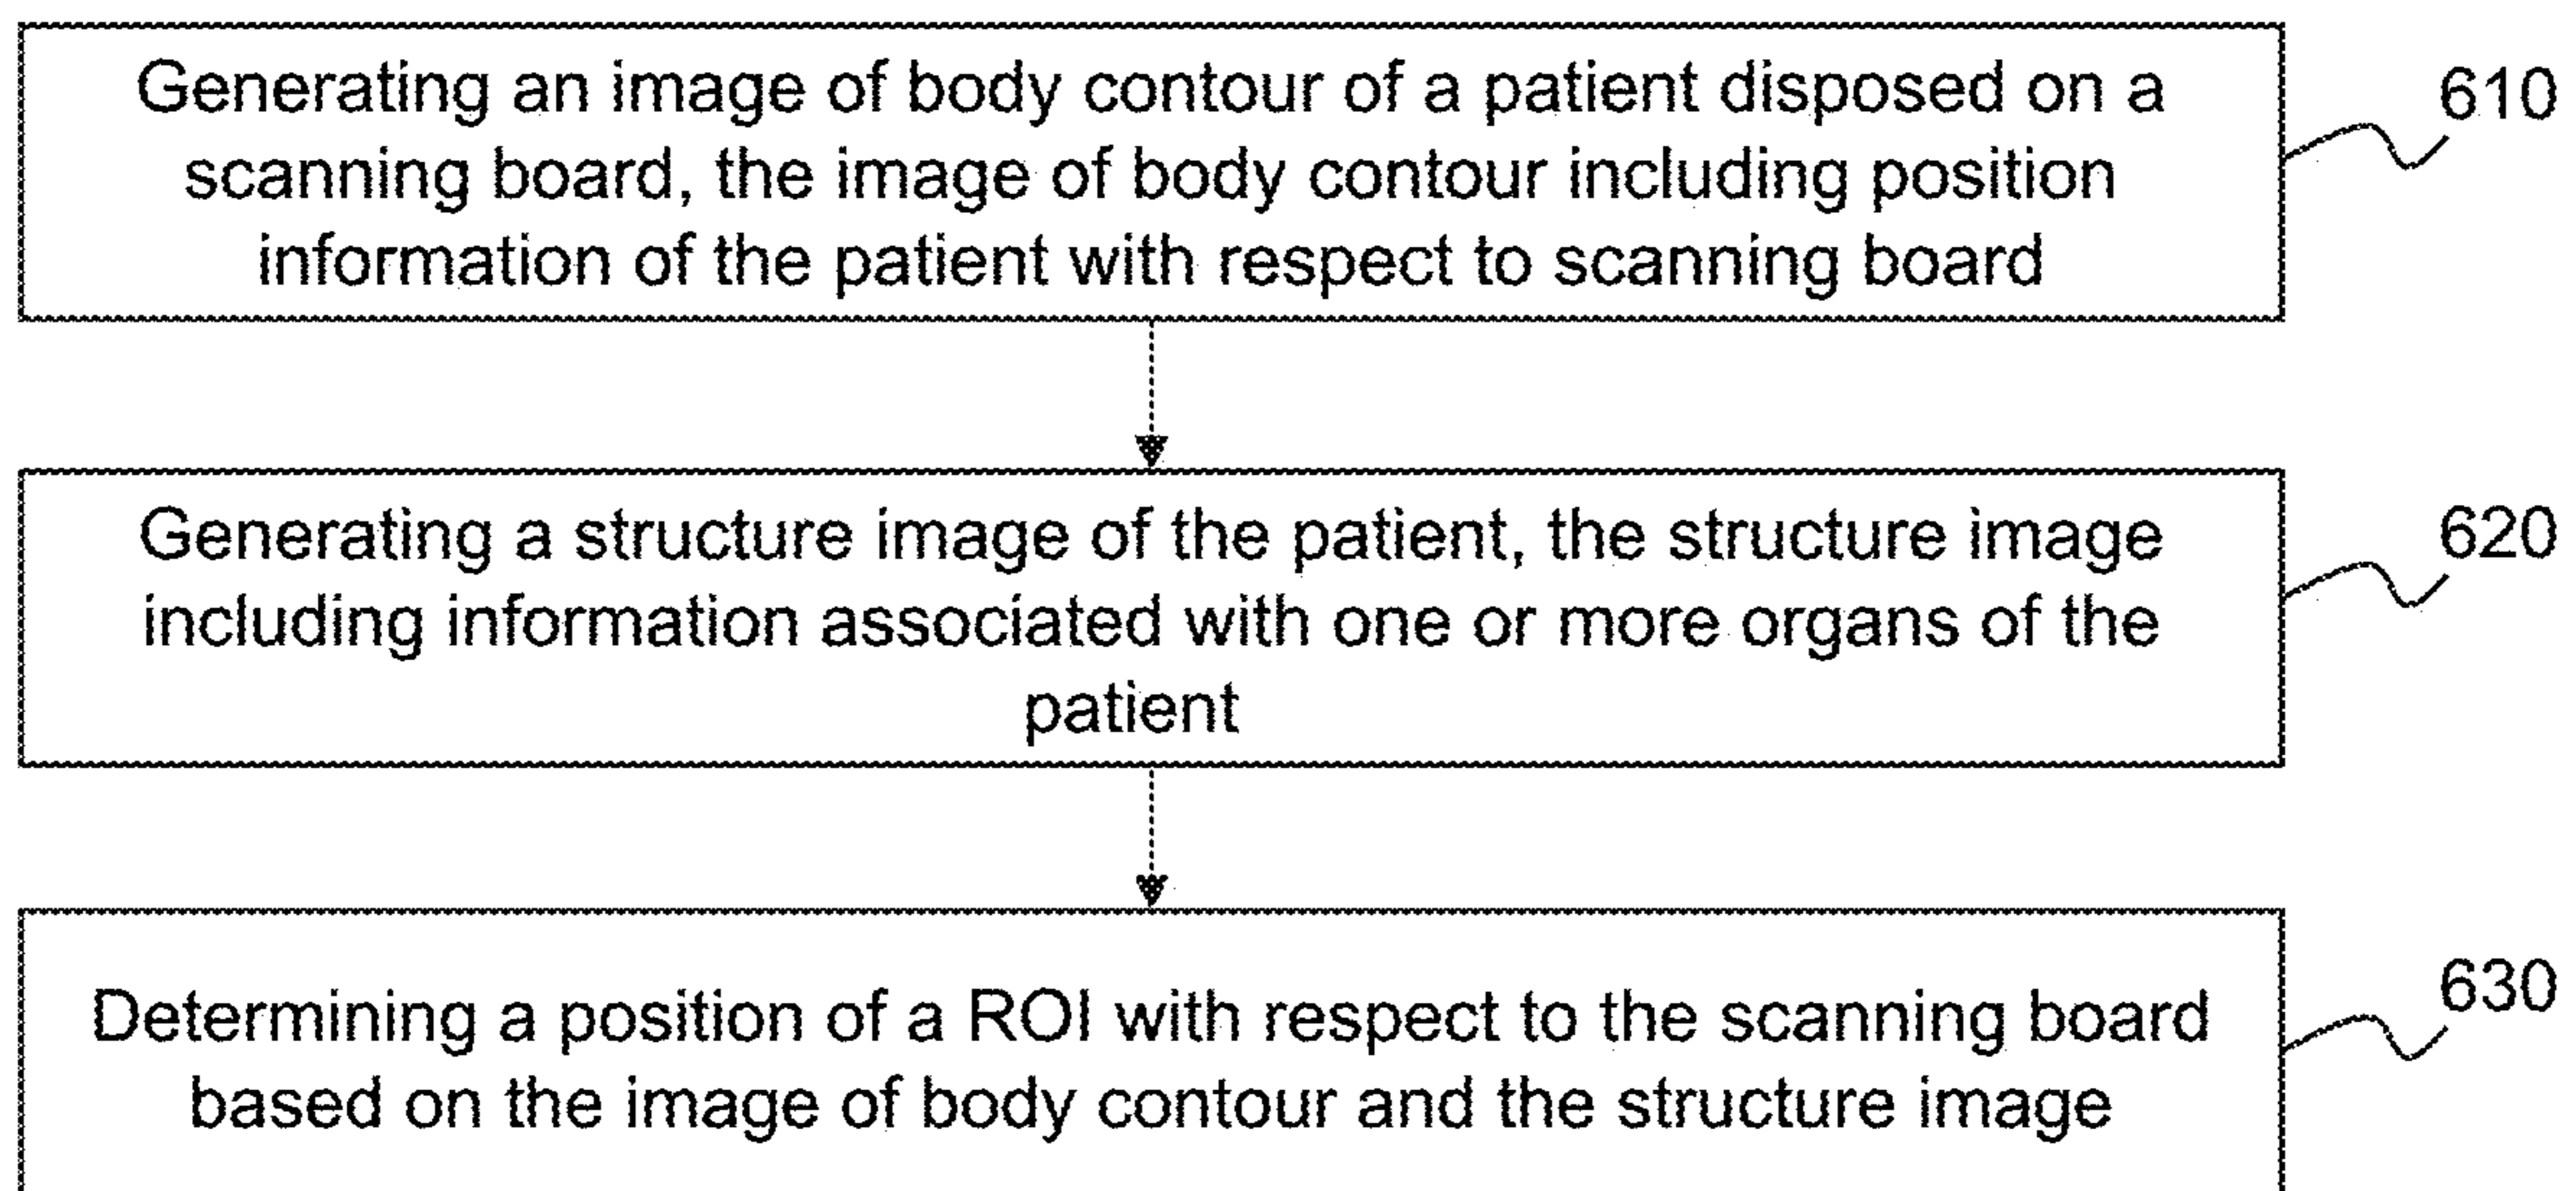 Generating an image of body contour of a patient disposed on a
scanning board, the image of body contour including position
information of the patient with respect to scanning board
610
Generating a structure image of the patient, the structure image
including information associated with one or more organs of the
patient
620
Determining a position of a ROI with respect to the scanning board
based on the image of body contour and the structure image
630